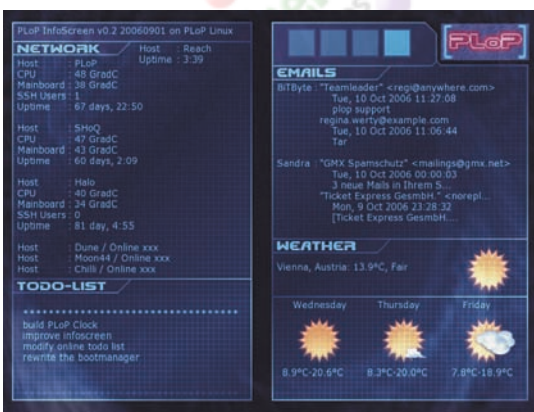 PLoP InfoScreen v0.2 20060901 on PLoP Linux
NETWORK
Host : Reach
Uptime : 3:39
Host : PLoP
CPU : 48 GradC
Mainboard : 38 GradC
SSH Users : 1
Uptime : 67 days, 22:50
Host : SHoQ
CPU : 47 GradC
Mainboard : 43 GradC
Uptime : 60 days, 2:09
Host : Halo
CPU : 40 GradC
Mainboard : 34 GradC
SSH Users : 0
Uptime : 81 day, 4:55
Host : Dune / Online xxx
Host : Moon44 / Online xxx
Host : Chilli / Online xxx
TODO-LIST
build PLoP Clock
improve infoscreen
modify online todo list
rewrite the bootmanager
PLoP
EMAILS
BiTByte : "Teamleader" <regi@anywhere.com>
Tue, 10 Oct 2006 11:27:08
plop support
regina.werty@example.com
Tue, 10 Oct 2006 11:06:44
Tar
Sandra : "GMX Spamschutz" <mailings@gmx.net>
Tue, 10 Oct 2006 00:00:03
3 neue Mails in Ihrem S...
"Ticket Express GesmbH." <norepl...
Mon, 9 Oct 2006 23:28:32
[Ticket Express GesmbH....
WEATHER
Vienna, Austria: 13.9ºC, Fair
Wednesday Thursday Friday
8.9ºC-20.6ºC 8.3ºC-20.0ºC 7.8ºC-18.9ºC